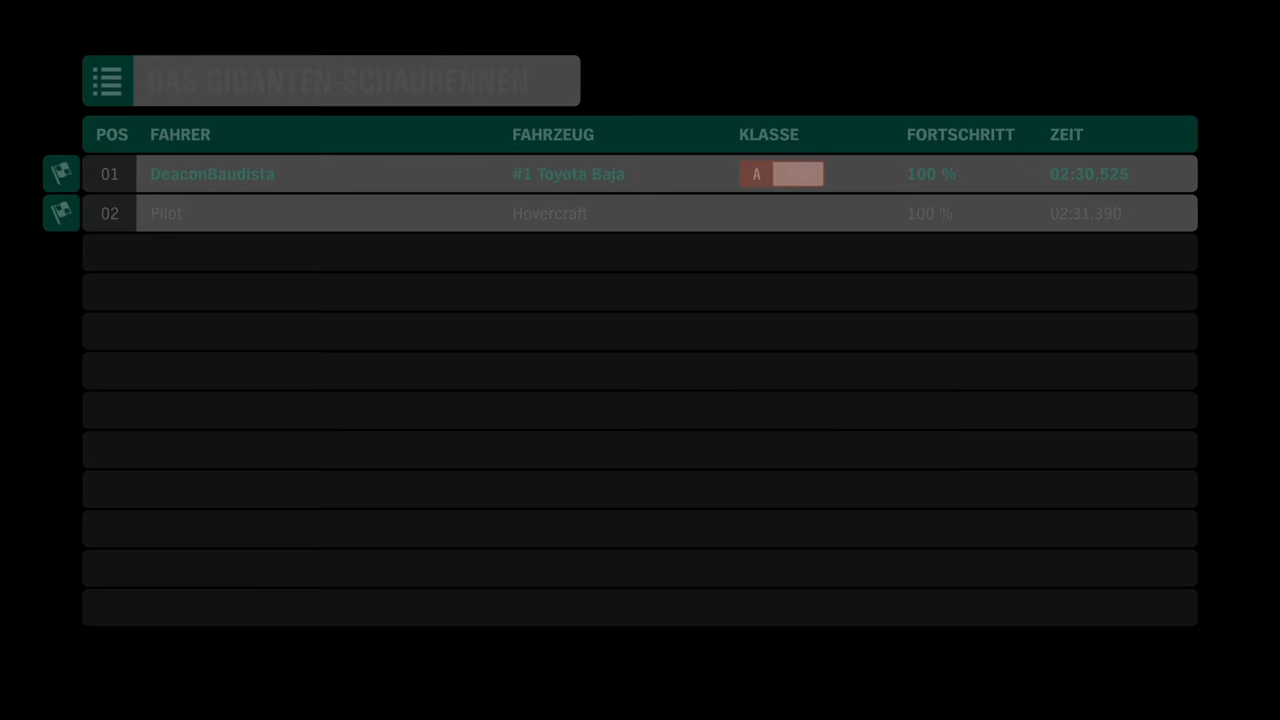 DAS GIGANTEN-SCHAURENNEN
POS FAHRER FAHRZEUG KLASSE FORTSCHRITT ZEIT
01 DeaconBaudista #1 Toyota Baja A 100 % 02:30,525
02 Pilot Hovercraft 100 % 02:31,390